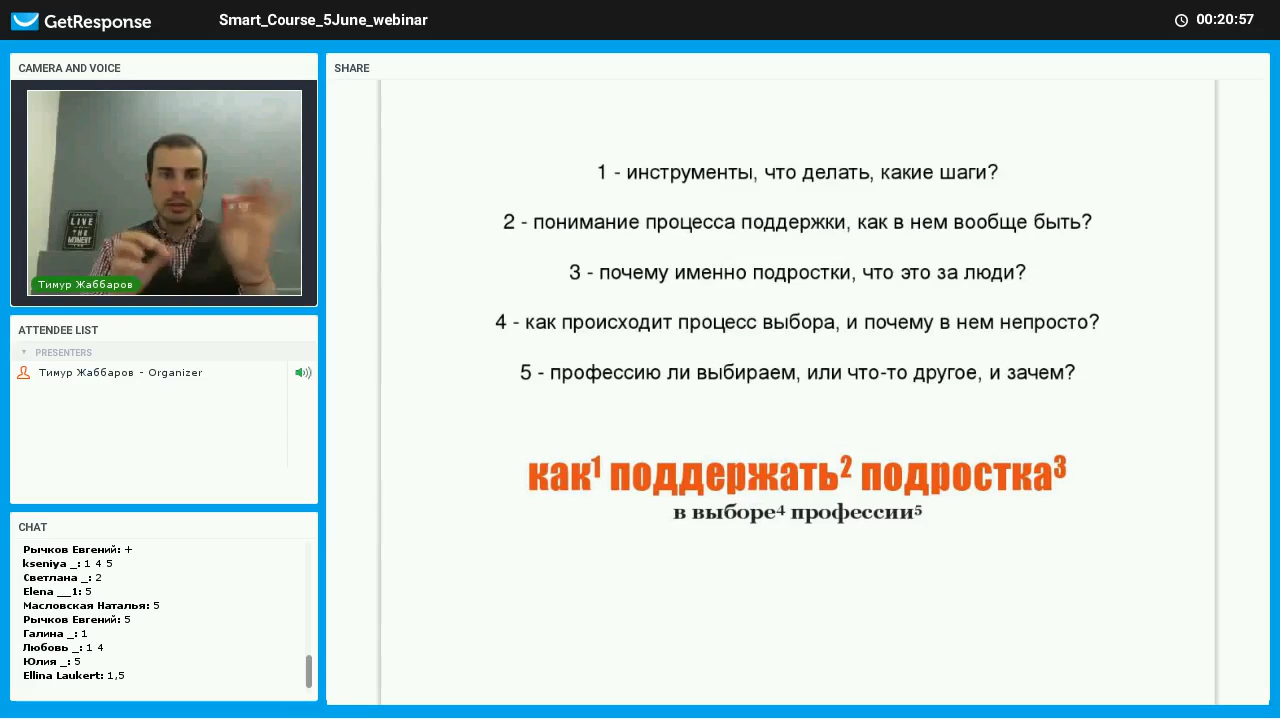 GetResponse
Smart_Course_5June_webinar
00:20:57
CAMERA AND VOICE
LIVE
THE
MOMENT
Тимур Жаббаров
ATTENDEE LIST
PRESENTERS
Тимур Жаббаров - Organizer
CHAT
Рычков Евгений: +
kseniya _: 1 4 5
Светлана _: 2
Elena __1: 5
Масловская Наталья: 5
Рычков Евгений: 5
Галина _: 1
Любовь _: 1 4
Юлия _: 5
Ellina Laukert: 1,5
SHARE
1 - инструменты, что делать, какие шаги?
2 - понимание процесса поддержки, как в нем вообще быть?
3 - почему именно подростки, что это за люди?
4 - как происходит процесс выбора, и почему в нем непросто?
5 - профессию ли выбираем, или что-то другое, и зачем?
как¹ поддержать² подростка³
в выборе⁴ профессии⁵